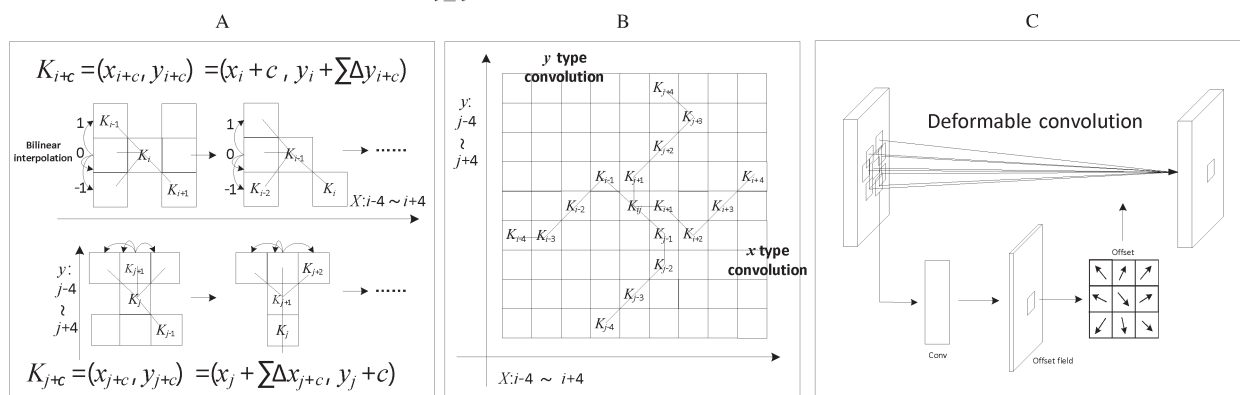 A
K_{i+c} = (x_{i+c}, y_{i+c}) = (x_i + c , y_i + ∑Δy_{i+c})
1
K_{i-1}
Bilinear
interpolation
0
K_i
K_{i-1}
-1
K_{i+1}
1
0
-1
K_{i-2}
K_i
······
X:i-4 ~ i+4
y:
j-4
~
j+4
K_{j+1}
K_j
K_{j-1}
K_{j+2}
K_{j+1}
K_j
······
K_{j+c} = (x_{j+c}, y_{j+c}) = (x_j + ∑Δx_{j+c}, y_j + c)
B
y type
convolution
y:
j-4
~
j+4
K_{j+4}
K_{j+3}
K_{j+2}
K_{i-1} K_{j+1} K_{i+4}
K_{i-2} K_{ij} K_{i+1} K_{i+3}
K_{i-4} K_{i-3} K_{j-1} K_{i+2}
x type
convolution
K_{j-2}
K_{j-3}
K_{j-4}
X:i-4 ~ i+4
C
Deformable convolution
Offset
Conv
Offset field